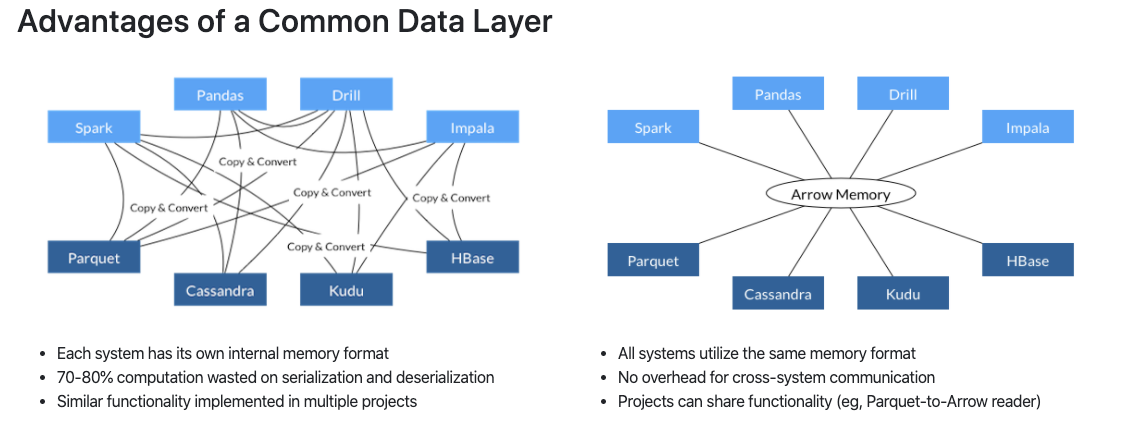 Advantages of a Common Data Layer
Pandas
Drill
Spark
Impala
Copy & Convert
Copy & Convert
Copy & Convert
Copy & Convert
Copy & Convert
Parquet
HBase
Cassandra
Kudu
• Each system has its own internal memory format
• 70-80% computation wasted on serialization and deserialization
• Similar functionality implemented in multiple projects
Pandas
Drill
Spark
Impala
Arrow Memory
Parquet
HBase
Cassandra
Kudu
• All systems utilize the same memory format
• No overhead for cross-system communication
• Projects can share functionality (eg, Parquet-to-Arrow reader)